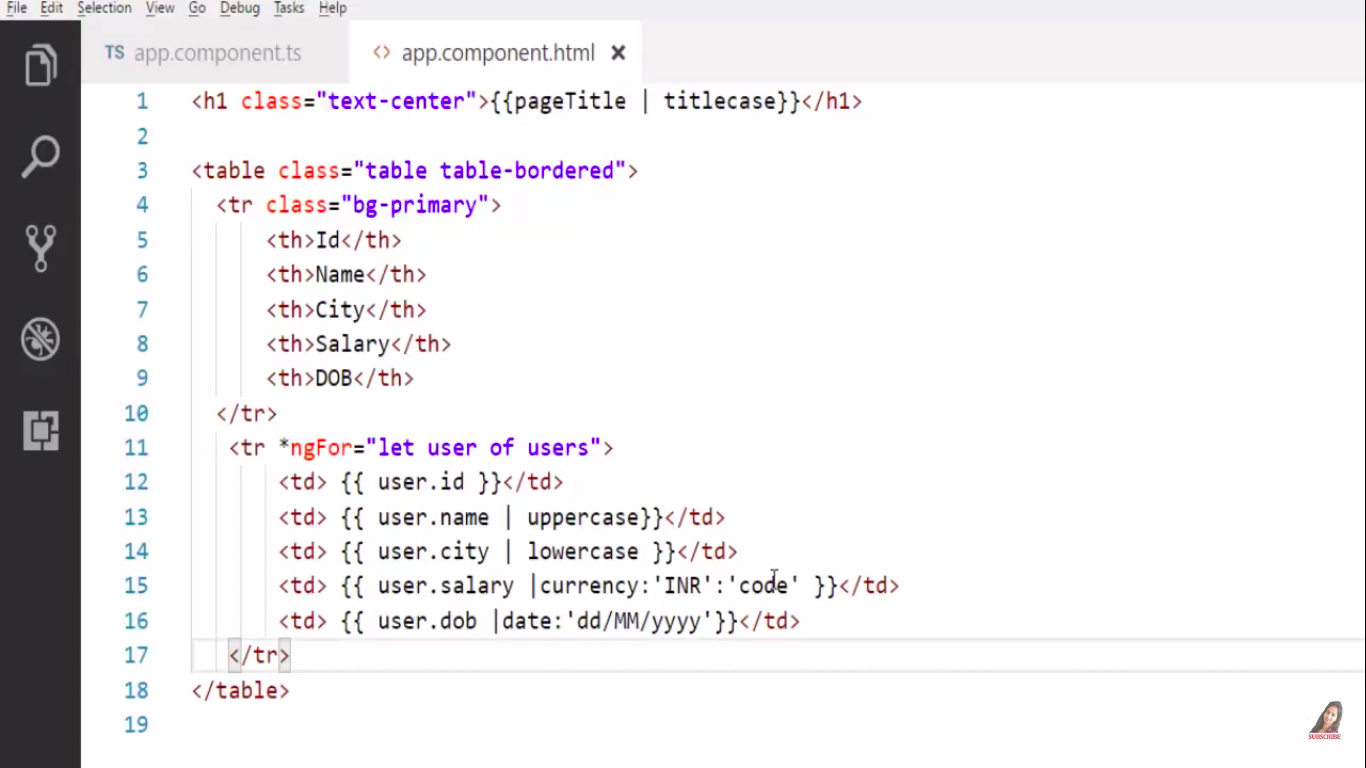 File Edit Selection View Go Debug Tasks Help
TS app.component.ts <> app.component.html ×
1 <h1 class="text-center">{{pageTitle | titlecase}}</h1>
2
3 <table class="table table-bordered">
4 <tr class="bg-primary">
5 <th>Id</th>
6 <th>Name</th>
7 <th>City</th>
8 <th>Salary</th>
9 <th>DOB</th>
10 </tr>
11 <tr *ngFor="let user of users">
12 <td> {{ user.id }}</td>
13 <td> {{ user.name | uppercase}}</td>
14 <td> {{ user.city | lowercase }}</td>
15 <td> {{ user.salary |currency:'INR':'code' }}</td>
16 <td> {{ user.dob |date:'dd/MM/yyyy'}}</td>
17 </tr>
18 </table>
19
SUBSCRIBE